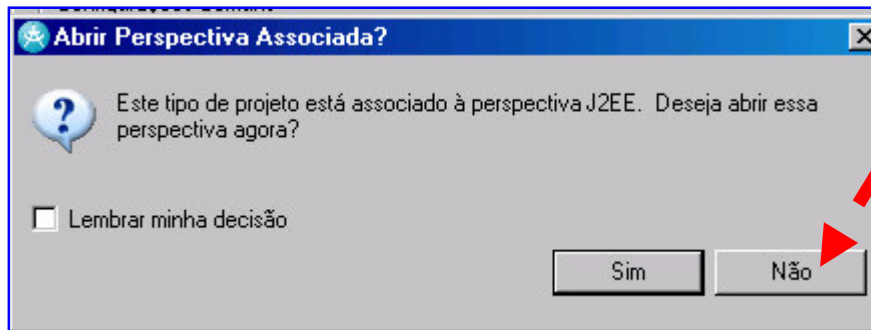 Abrir Perspectiva Associada?
Este tipo de projeto está associado à perspectiva J2EE. Deseja abrir essa
perspectiva agora?
Lembrar minha decisão
Sim
Não